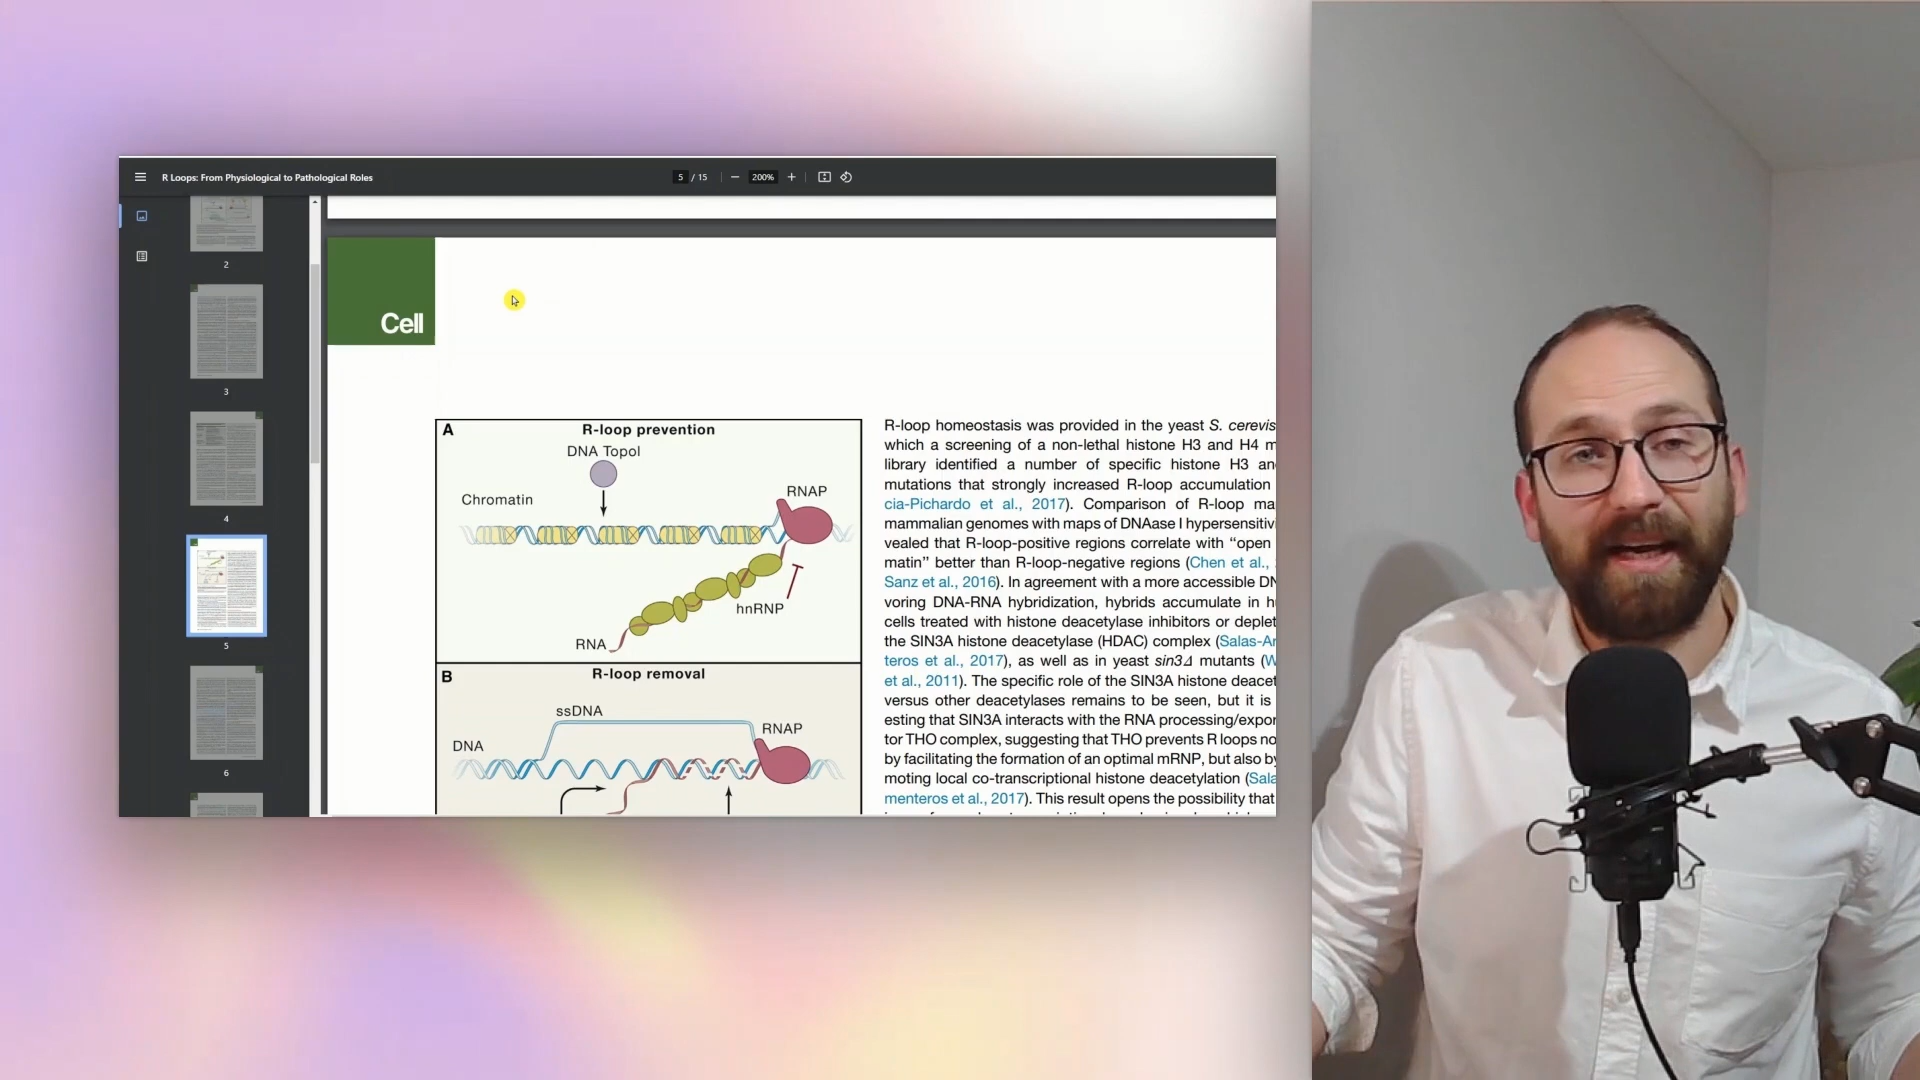 R Loops: From Physiological to Pathological Roles
5 / 15
200%
2
3
4
5
6
Cell
A
R-loop prevention
DNA TopoI
Chromatin
RNAP
hnRNP
RNA
B
R-loop removal
ssDNA
RNAP
DNA
R-loop homeostasis was provided in the yeast S. cerevis
which a screening of a non-lethal histone H3 and H4 m
library identified a number of specific histone H3 an
mutations that strongly increased R-loop accumulation
cia-Pichardo et al., 2017). Comparison of R-loop ma
mammalian genomes with maps of DNAase I hypersensitivi
vealed that R-loop-positive regions correlate with “open
matin” better than R-loop-negative regions (Chen et al.,
Sanz et al., 2016). In agreement with a more accessible DN
voring DNA-RNA hybridization, hybrids accumulate in h
cells treated with histone deacetylase inhibitors or deplet
the SIN3A histone deacetylase (HDAC) complex (Salas-Ar
teros et al., 2017), as well as in yeast sin3Δ mutants (W
et al., 2011). The specific role of the SIN3A histone deacet
versus other deacetylases remains to be seen, but it is
esting that SIN3A interacts with the RNA processing/expor
tor THO complex, suggesting that THO prevents R loops no
by facilitating the formation of an optimal mRNP, but also by
moting local co-transcriptional histone deacetylation (Sala
menteros et al., 2017). This result opens the possibility that